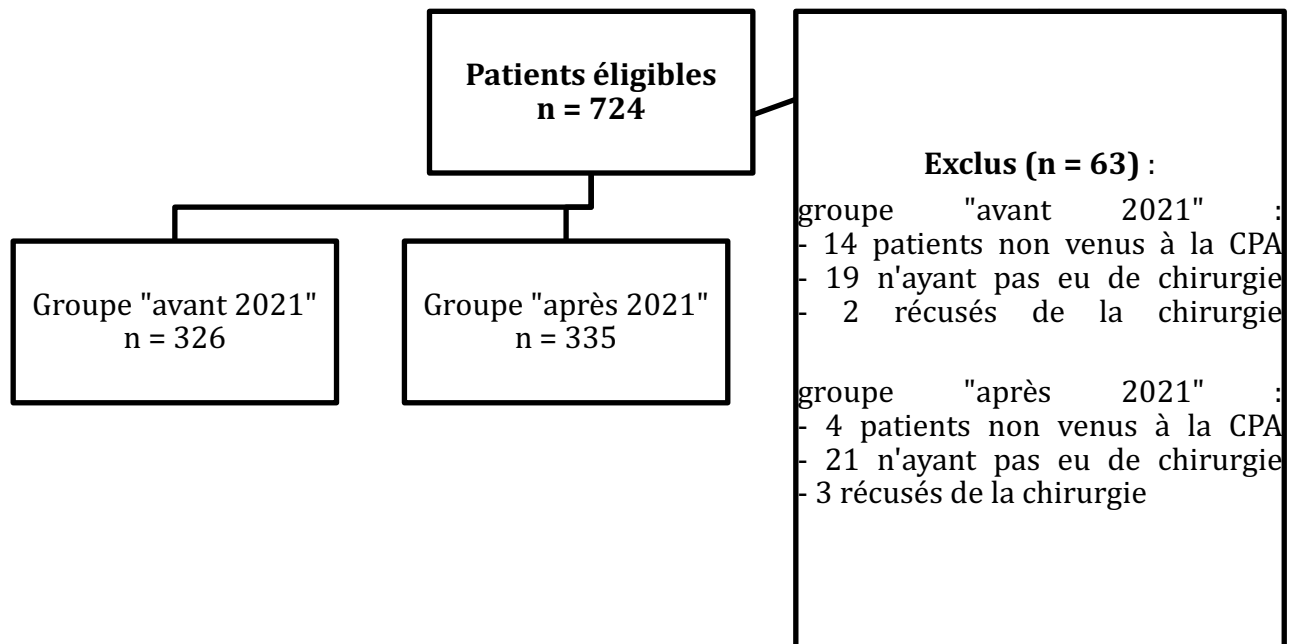 Patients éligibles
n = 724
Exclus (n = 63) :
groupe "avant 2021" :
- 14 patients non venus à la CPA
- 19 n'ayant pas eu de chirurgie
- 2 récusés de la chirurgie
groupe "après 2021" :
- 4 patients non venus à la CPA
- 21 n'ayant pas eu de chirurgie
- 3 récusés de la chirurgie
Groupe "avant 2021"
n = 326
Groupe "après 2021"
n = 335